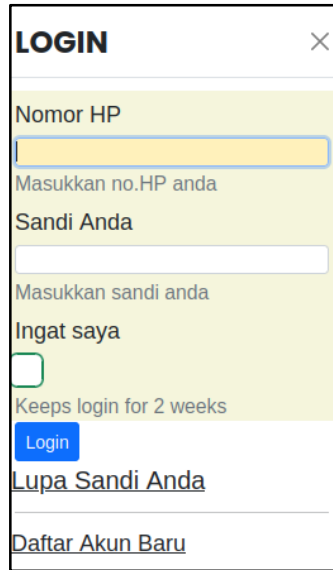 LOGIN
Nomor HP
Masukkan no.HP anda
Sandi Anda
Masukkan sandi anda
Ingat saya
Keeps login for 2 weeks
Login
Lupa Sandi Anda
Daftar Akun Baru